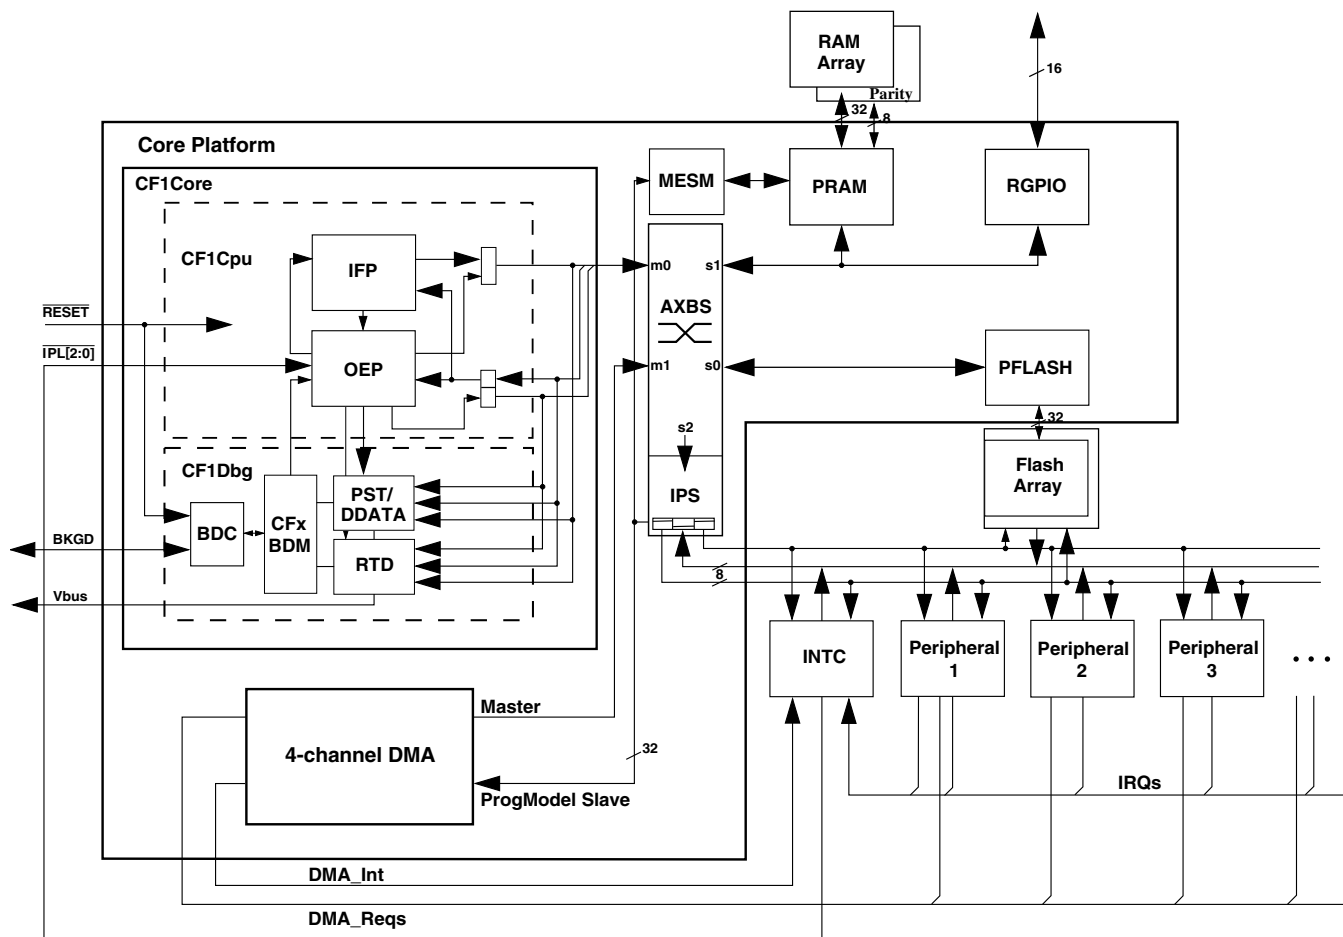 RAM
Array
Parity
32
8
16
Core Platform
CF1Core
MESM
PRAM
RGPIO
CF1Cpu
IFP
m0
s1
AXBS
RESET
IPL[2:0]
OEP
m1
s0
PFLASH
32
s2
Flash
Array
CF1Dbg
IPS
PST/
DDATA
BDC
CFx
BDM
BKGD
RTD
8
Vbus
INTC
Peripheral
1
Peripheral
2
Peripheral
3
• • •
Master
4-channel DMA
32
ProgModel Slave
IRQs
DMA_Int
DMA_Reqs